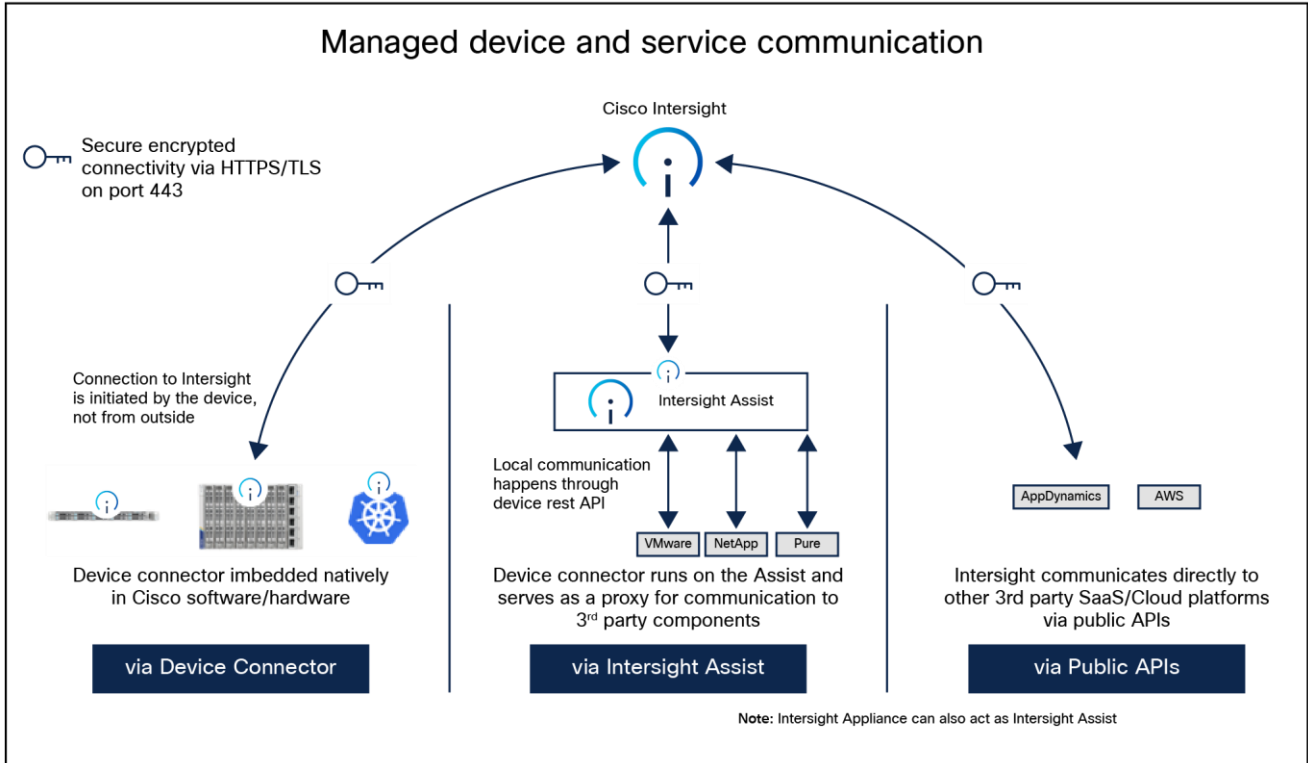 Managed device and service communication
Cisco Intersight
Secure encrypted
connectivity via HTTPS/TLS
on port 443
Connection to Intersight
is initiated by the device,
not from outside
Device connector imbedded natively
in Cisco software/hardware
via Device Connector
Intersight Assist
Local communication
happens through
device rest API
VMware
NetApp
Pure
Device connector runs on the Assist and
serves as a proxy for communication to
3rd party components
via Intersight Assist
AppDynamics
AWS
Intersight communicates directly to
other 3rd party SaaS/Cloud platforms
via public APIs
via Public APIs
Note: Intersight Appliance can also act as Intersight Assist